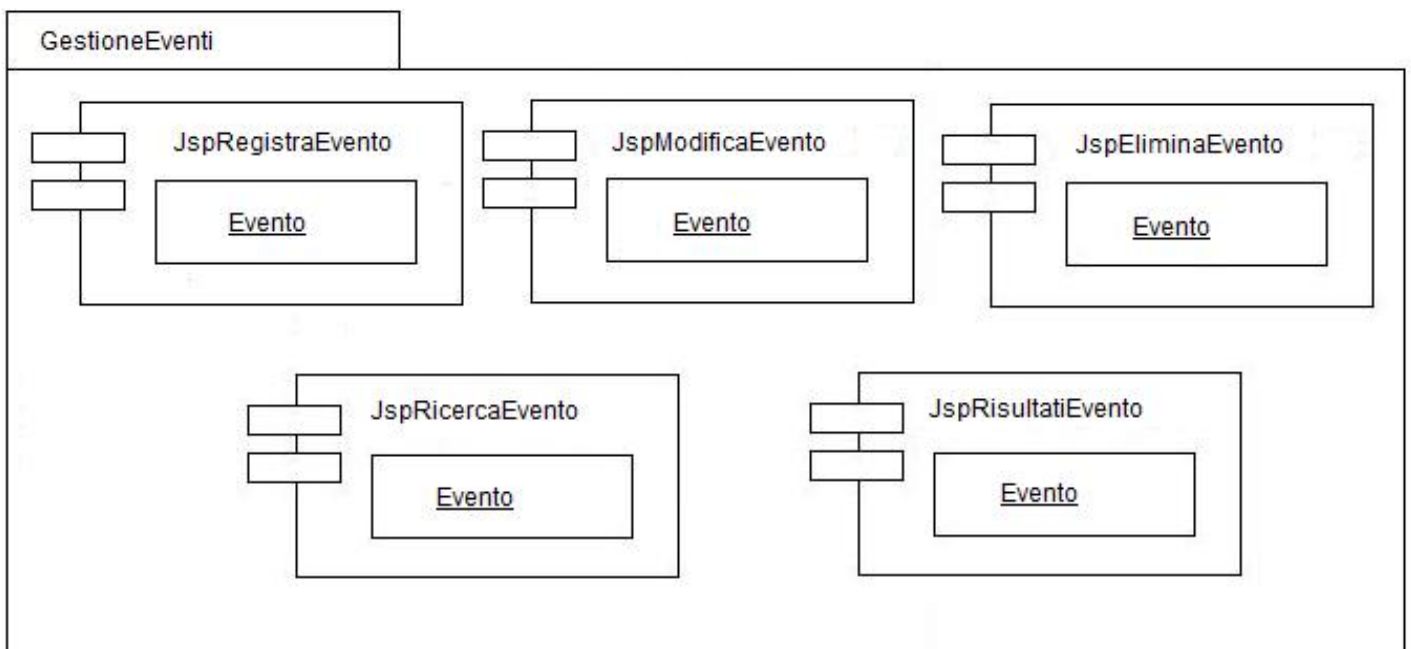 GestioneEventi
JspRegistraEvento
Evento
JspModificaEvento
Evento
JspEliminaEvento
Evento
JspRicercaEvento
Evento
JspRisultatiEvento
Evento